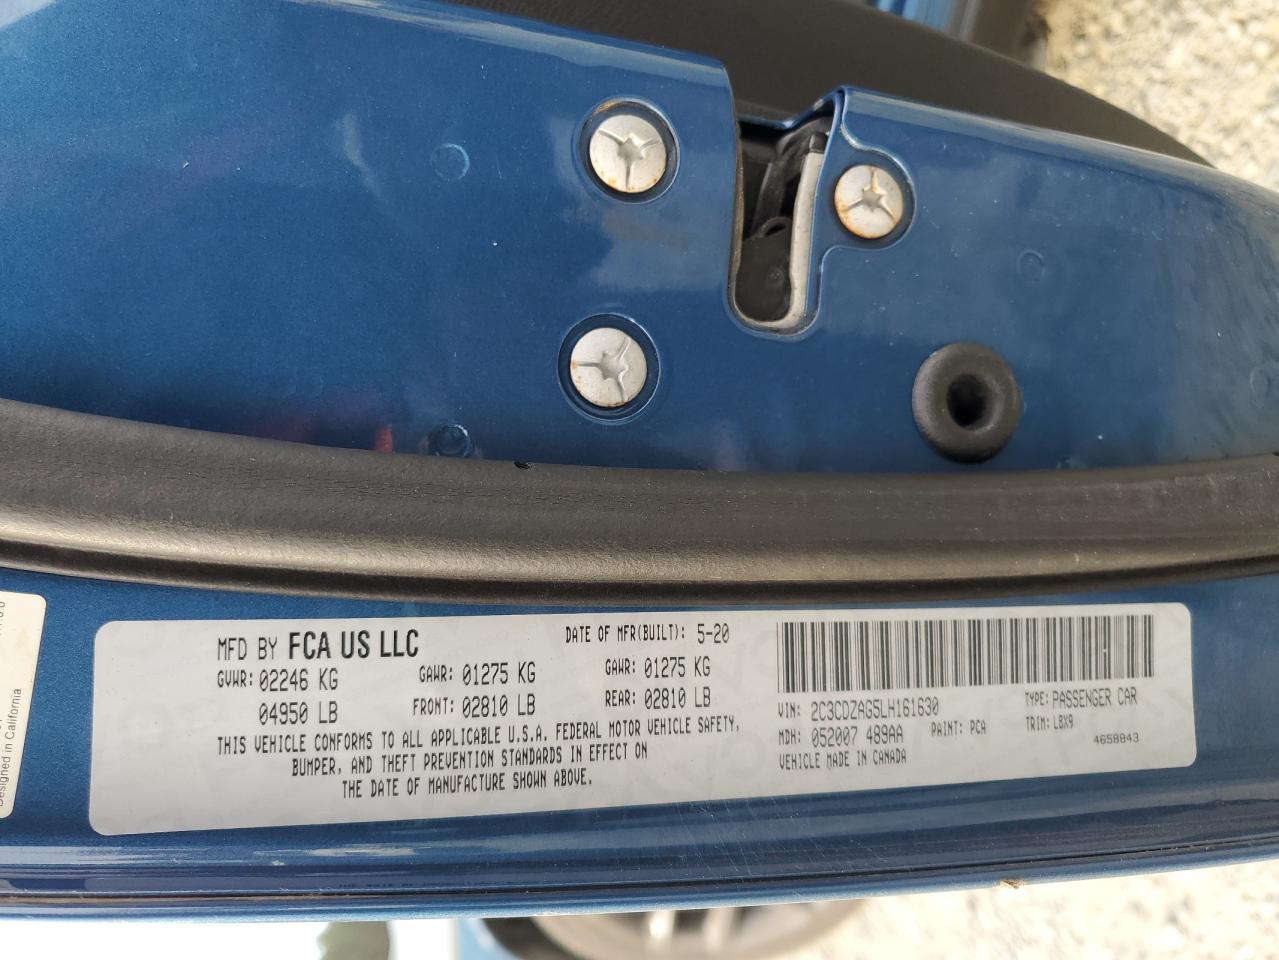 MFD BY FCA US LLC
DATE OF MFR(BUILT): 5-20
GVWR: 02246 KG
04950 LB
GAWR: 01275 KG
FRONT: 02810 LB
GAWR: 01275 KG
REAR: 02810 LB
THIS VEHICLE CONFORMS TO ALL APPLICABLE U.S.A. FEDERAL MOTOR VEHICLE SAFETY,
BUMPER, AND THEFT PREVENTION STANDARDS IN EFFECT ON
THE DATE OF MANUFACTURE SHOWN ABOVE.
VIN: 2C3CDZAG5LH161630
TYPE: PASSENGER CAR
MDH: 052007 489AA
PAINT: PCA
TRIM: LBX9
VEHICLE MADE IN CANADA
4658843
Designed in California